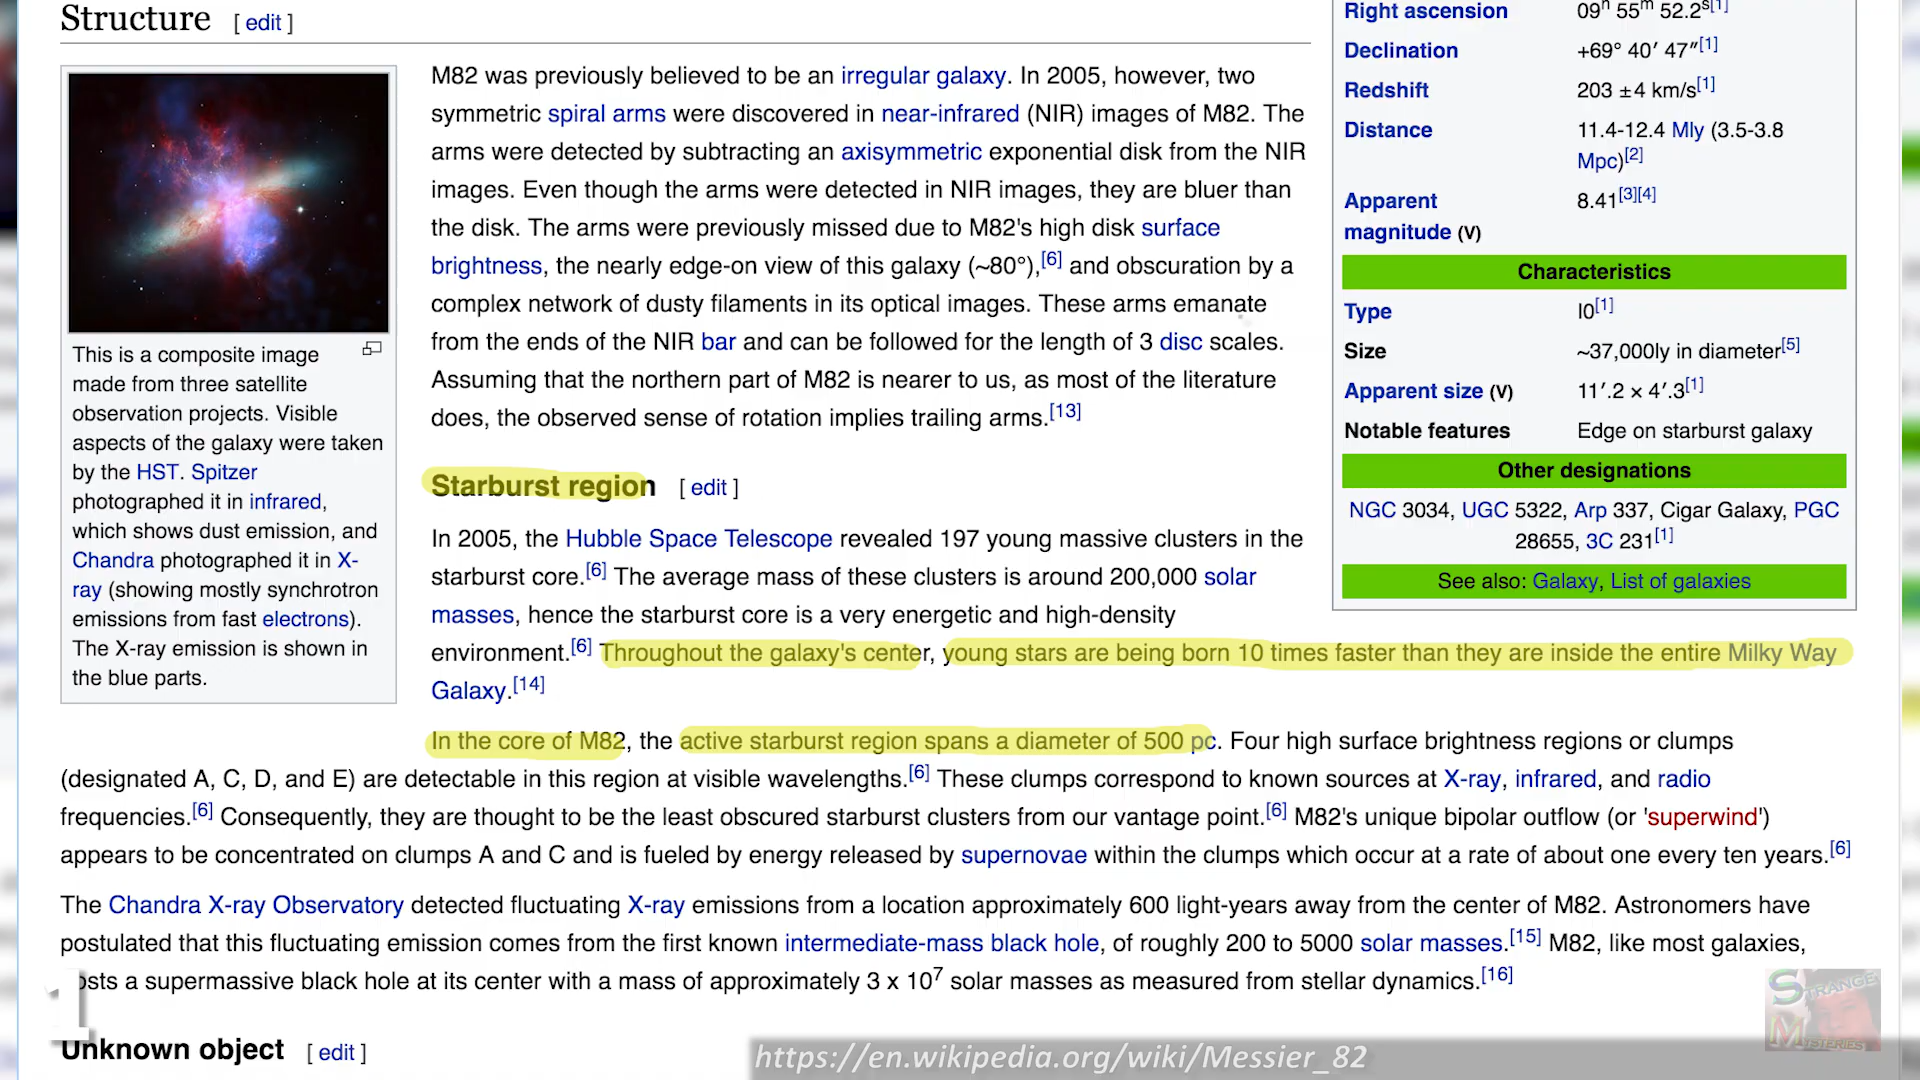 Structure [ edit ]
M82 was previously believed to be an irregular galaxy. In 2005, however, two
symmetric spiral arms were discovered in near-infrared (NIR) images of M82. The
arms were detected by subtracting an axisymmetric exponential disk from the NIR
images. Even though the arms were detected in NIR images, they are bluer than
the disk. The arms were previously missed due to M82's high disk surface
brightness, the nearly edge-on view of this galaxy (~80°),[6] and obscuration by a
complex network of dusty filaments in its optical images. These arms emanate
from the ends of the NIR bar and can be followed for the length of 3 disc scales.
Assuming that the northern part of M82 is nearer to us, as most of the literature
does, the observed sense of rotation implies trailing arms.[13]
This is a composite image
made from three satellite
observation projects. Visible
aspects of the galaxy were taken
by the HST. Spitzer
photographed it in infrared,
which shows dust emission, and
Chandra photographed it in X-
ray (showing mostly synchrotron
emissions from fast electrons).
The X-ray emission is shown in
the blue parts.
Starburst region [ edit ]
In 2005, the Hubble Space Telescope revealed 197 young massive clusters in the
starburst core.[6] The average mass of these clusters is around 200,000 solar
masses, hence the starburst core is a very energetic and high-density
environment.[6] Throughout the galaxy's center, young stars are being born 10 times faster than they are inside the entire Milky Way
Galaxy.[14]
In the core of M82, the active starburst region spans a diameter of 500 pc. Four high surface brightness regions or clumps
(designated A, C, D, and E) are detectable in this region at visible wavelengths.[6] These clumps correspond to known sources at X-ray, infrared, and radio
frequencies.[6] Consequently, they are thought to be the least obscured starburst clusters from our vantage point.[6] M82's unique bipolar outflow (or 'superwind')
appears to be concentrated on clumps A and C and is fueled by energy released by supernovae within the clumps which occur at a rate of about one every ten years.[6]
The Chandra X-ray Observatory detected fluctuating X-ray emissions from a location approximately 600 light-years away from the center of M82. Astronomers have
postulated that this fluctuating emission comes from the first known intermediate-mass black hole, of roughly 200 to 5000 solar masses.[15] M82, like most galaxies,
osts a supermassive black hole at its center with a mass of approximately 3 x 10⁷ solar masses as measured from stellar dynamics.[16]
Unknown object [ edit ]
Right ascension 09h 55m 52.2s[1]
Declination +69° 40′ 47″[1]
Redshift 203 ±4 km/s[1]
Distance 11.4-12.4 Mly (3.5-3.8
Mpc)[2]
Apparent 8.41[3][4]
magnitude (V)
Characteristics
Type I0[1]
Size ~37,000ly in diameter[5]
Apparent size (V) 11′.2 × 4′.3[1]
Notable features Edge on starburst galaxy
Other designations
NGC 3034, UGC 5322, Arp 337, Cigar Galaxy, PGC
28655, 3C 231[1]
See also: Galaxy, List of galaxies
1
https://en.wikipedia.org/wiki/Messier_82
STRANGE
MYSTERIES